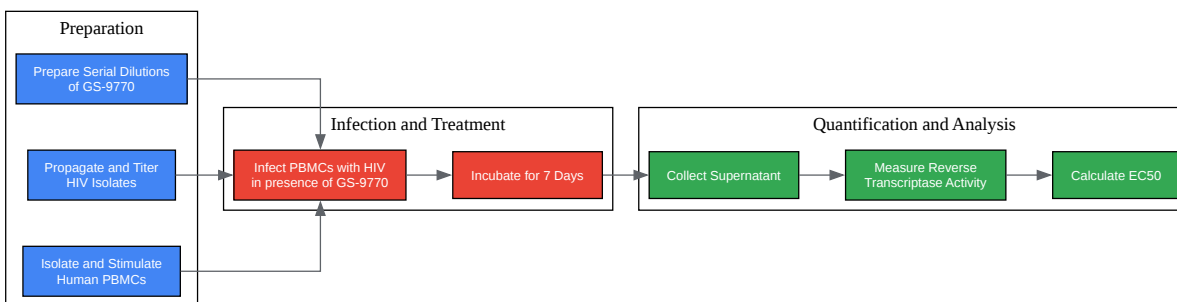 Preparation
Prepare Serial Dilutions
of GS-9770
Propagate and Titer
HIV Isolates
Isolate and Stimulate
Human PBMCs
Infection and Treatment
Infect PBMCs with HIV
in presence of GS-9770
Incubate for 7 Days
Quantification and Analysis
Collect Supernatant
Measure Reverse
Transcriptase Activity
Calculate EC50